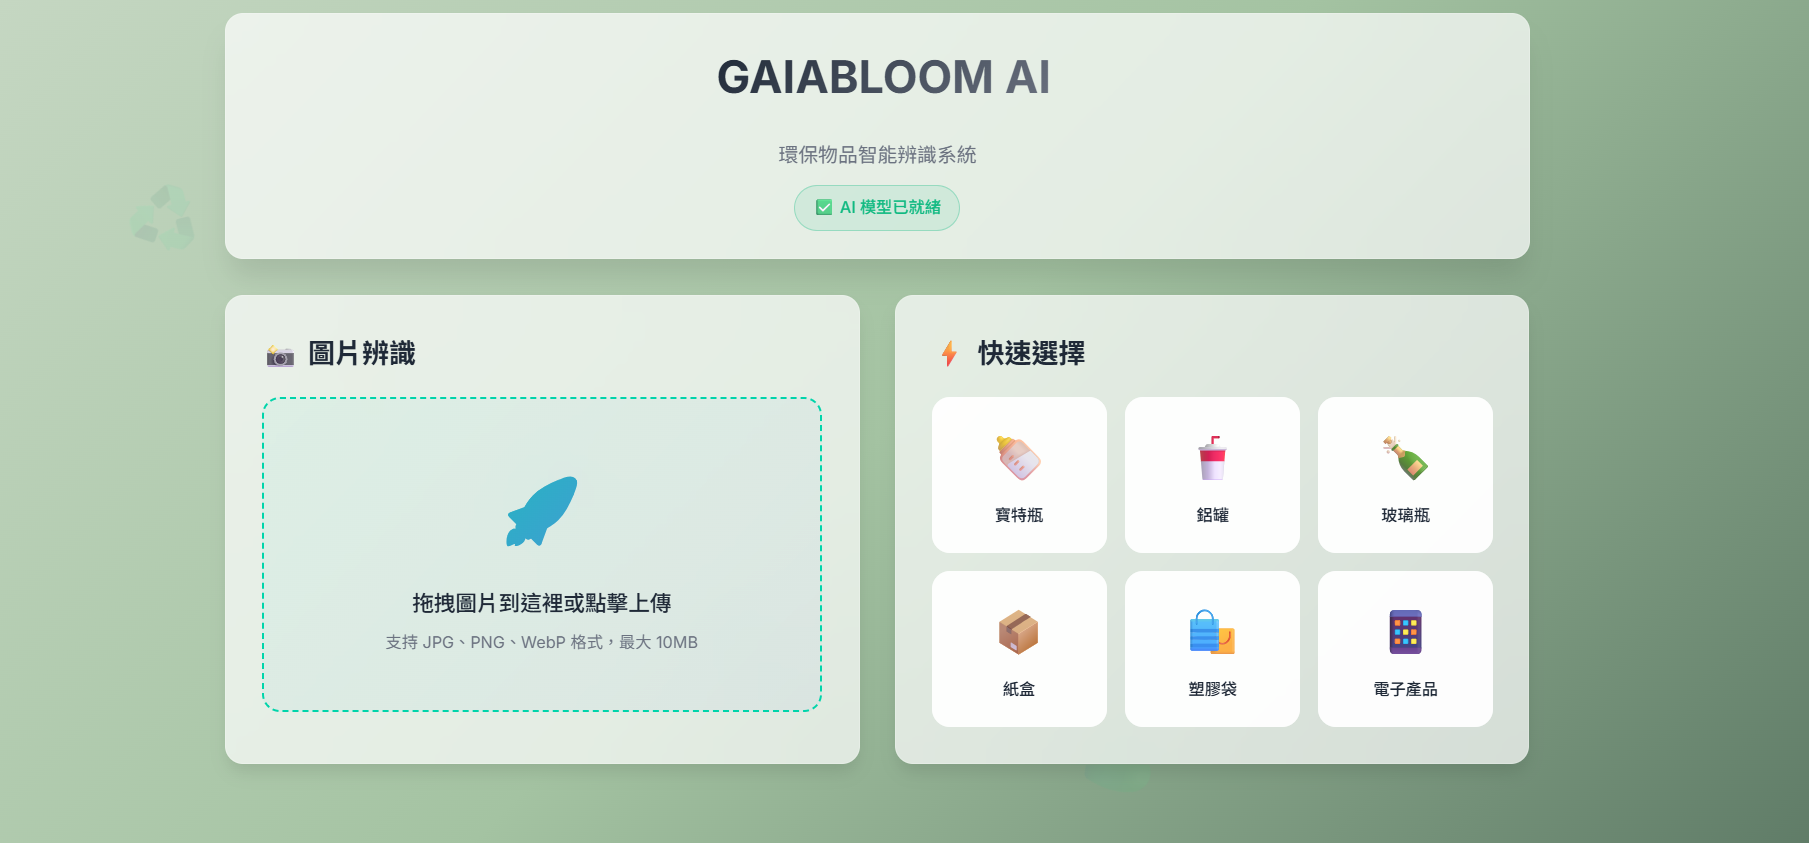 GAIABLOOM AI
環保物品智能辨識系統
✅ AI 模型已就緒
📸 圖片辨識
拖拽圖片到這裡或點擊上傳
支持 JPG、PNG、WebP 格式，最大 10MB
⚡ 快速選擇
寶特瓶
鋁罐
玻璃瓶
紙盒
塑膠袋
電子產品